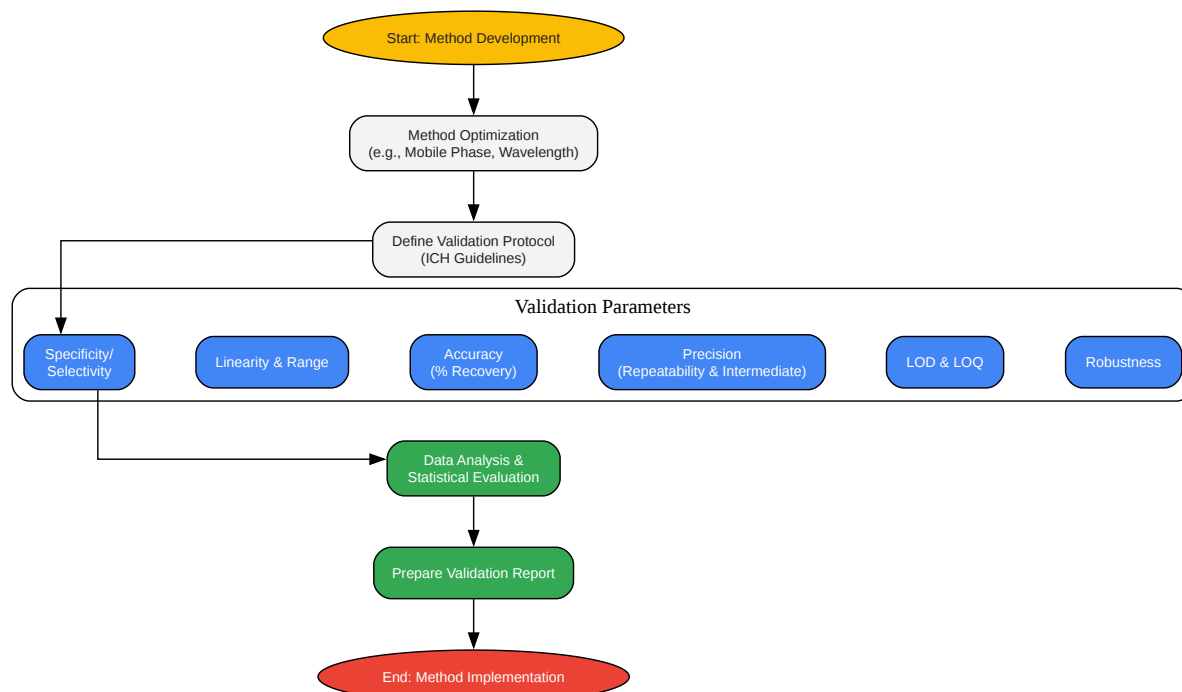 Start: Method Development
Method Optimization
(e.g., Mobile Phase, Wavelength)
Define Validation Protocol
(ICH Guidelines)
Validation Parameters
Specificity/
Selectivity
Linearity & Range
Accuracy
(% Recovery)
Precision
(Repeatability & Intermediate)
LOD & LOQ
Robustness
Data Analysis &
Statistical Evaluation
Prepare Validation Report
End: Method Implementation